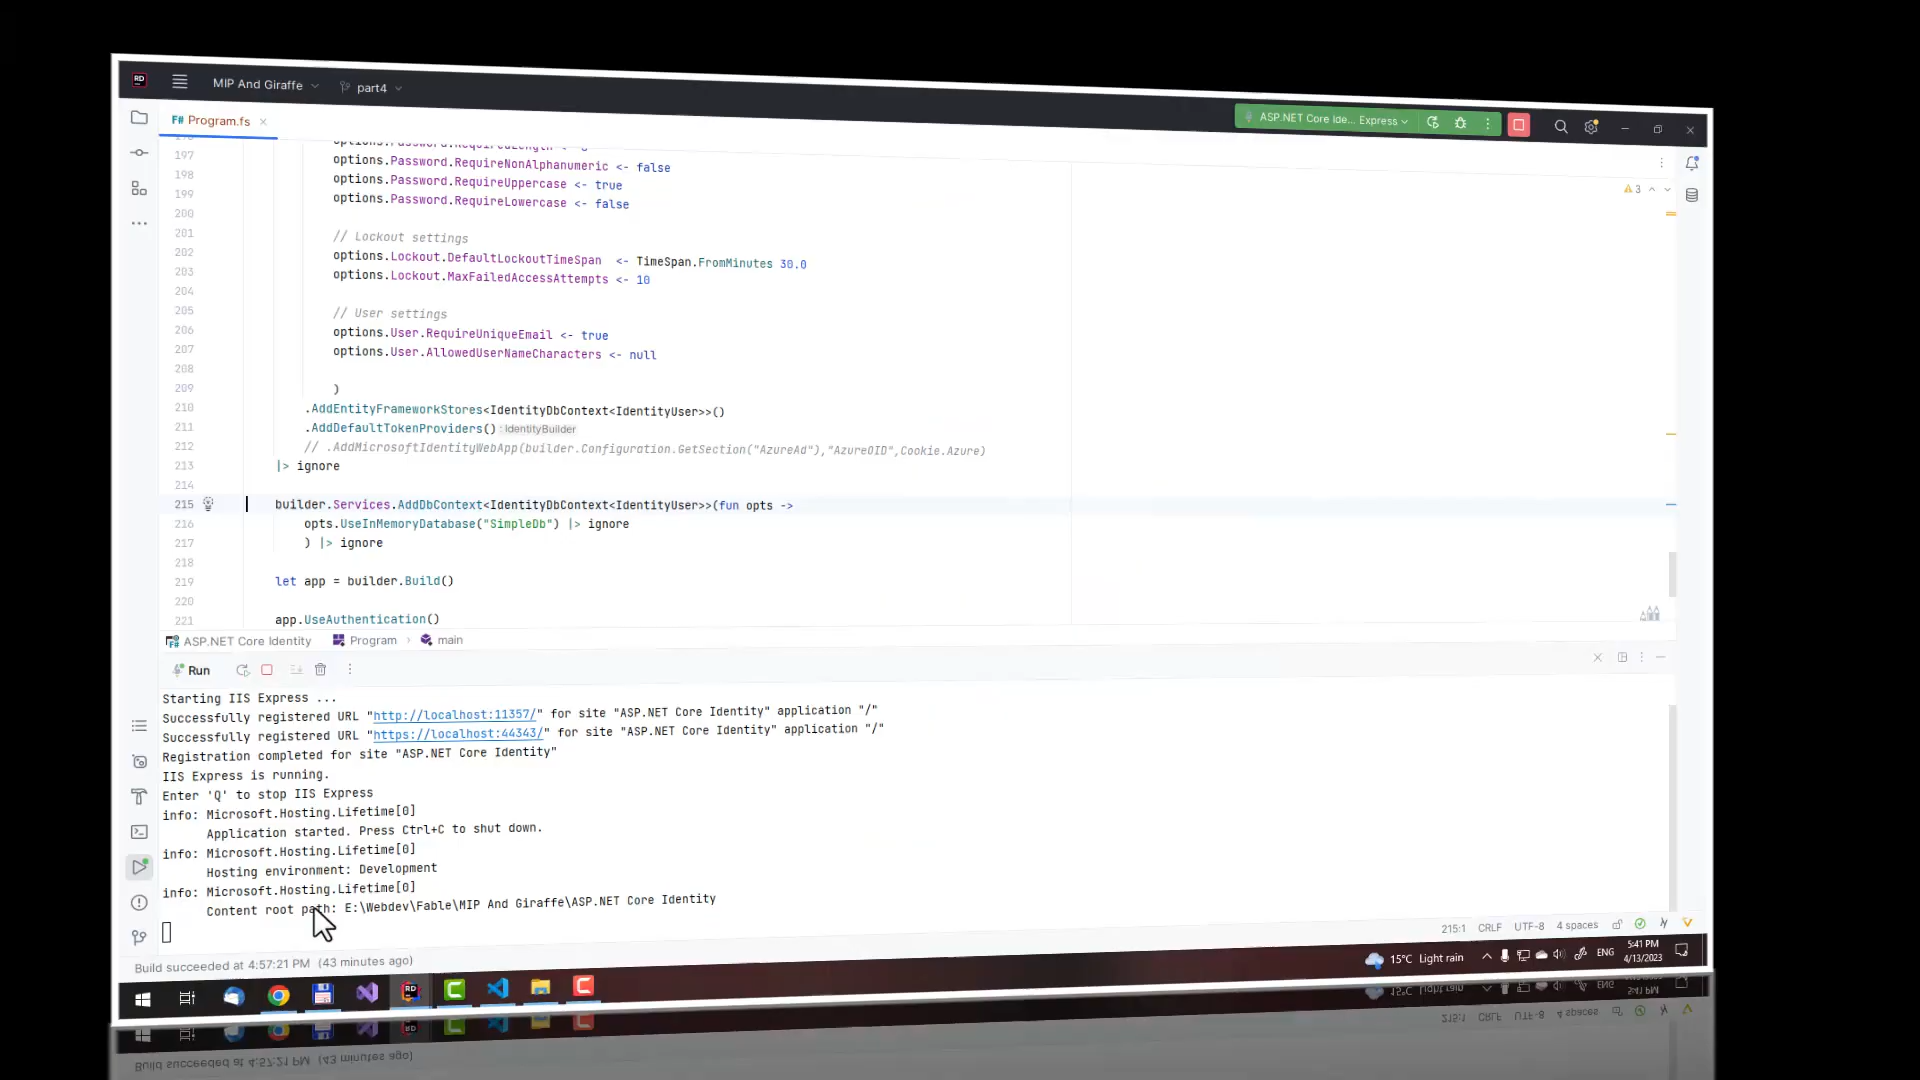 RD
MIP And Giraffe
part4
ASP.NET Core Ide... Express
F# Program.fs
197
options.Password.RequireNonAlphanumeric <- false
198
options.Password.RequireUppercase <- true
199
options.Password.RequireLowercase <- false
200
201
// Lockout settings
202
options.Lockout.DefaultLockoutTimeSpan <- TimeSpan.FromMinutes 30.0
203
options.Lockout.MaxFailedAccessAttempts <- 10
204
205
// User settings
206
options.User.RequireUniqueEmail <- true
207
options.User.AllowedUserNameCharacters <- null
208
209
)
210
.AddEntityFrameworkStores<IdentityDbContext<IdentityUser>>()
211
.AddDefaultTokenProviders() :IdentityBuilder
212
// .AddMicrosoftIdentityWebApp(builder.Configuration.GetSection("AzureAd"),"AzureOID",Cookie.Azure)
213
|> ignore
214
215
builder.Services.AddDbContext<IdentityDbContext<IdentityUser>>(fun opts ->
216
opts.UseInMemoryDatabase("SimpleDb") |> ignore
217
) |> ignore
218
219
let app = builder.Build()
220
221
app.UseAuthentication()
3
F# ASP.NET Core Identity
Program
main
Run
Starting IIS Express ...
Successfully registered URL "http://localhost:11357/" for site "ASP.NET Core Identity" application "/"
Successfully registered URL "https://localhost:44343/" for site "ASP.NET Core Identity" application "/"
Registration completed for site "ASP.NET Core Identity"
IIS Express is running.
Enter 'Q' to stop IIS Express
info: Microsoft.Hosting.Lifetime[0]
Application started. Press Ctrl+C to shut down.
info: Microsoft.Hosting.Lifetime[0]
Hosting environment: Development
info: Microsoft.Hosting.Lifetime[0]
Content root path: E:\Webdev\Fable\MIP And Giraffe\ASP.NET Core Identity
215:1
CRLF
UTF-8
4 spaces
Build succeeded at 4:57:21 PM (43 minutes ago)
15°C Light rain
ENG
5:41 PM
4/13/2023